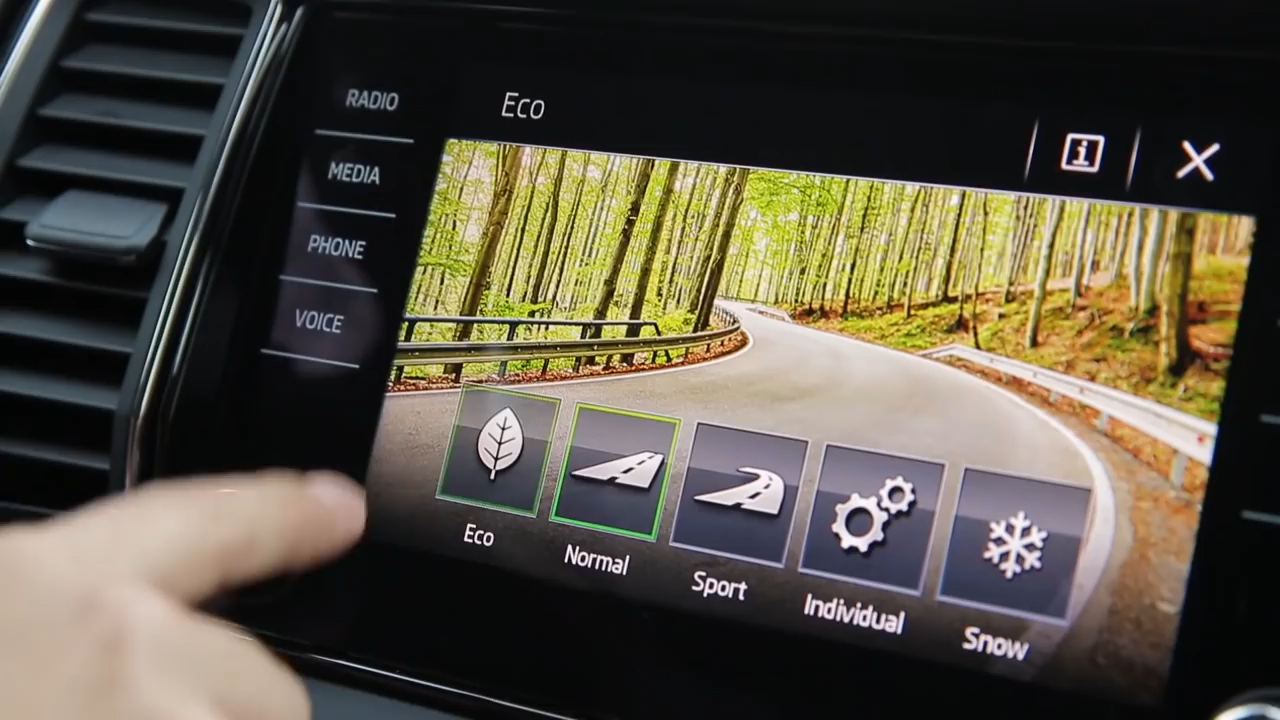 RADIO
MEDIA
PHONE
VOICE
Eco
i
Eco
Normal
Sport
Individual
Snow